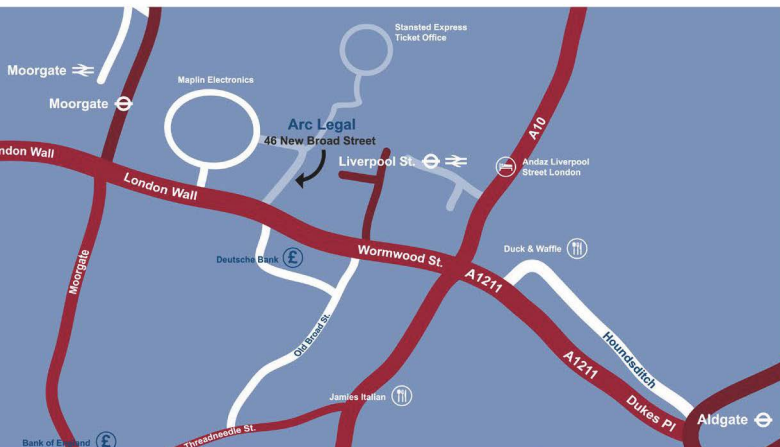 Stansted Express
Ticket Office
Moorgate
Maplin Electronics
Moorgate
Arc Legal
46 New Broad Street
A10
ndon Wall
Liverpool St.
Andaz Liverpool
Street London
London Wall
Duck & Waffle
Wormwood St.
Deutsche Bank £
Moorgate
A1211
Old Broad St.
Houndsditch
A1211
Jamies Italian
Dukes Pl
Aldgate
Threadneedle St.
Bank of England £